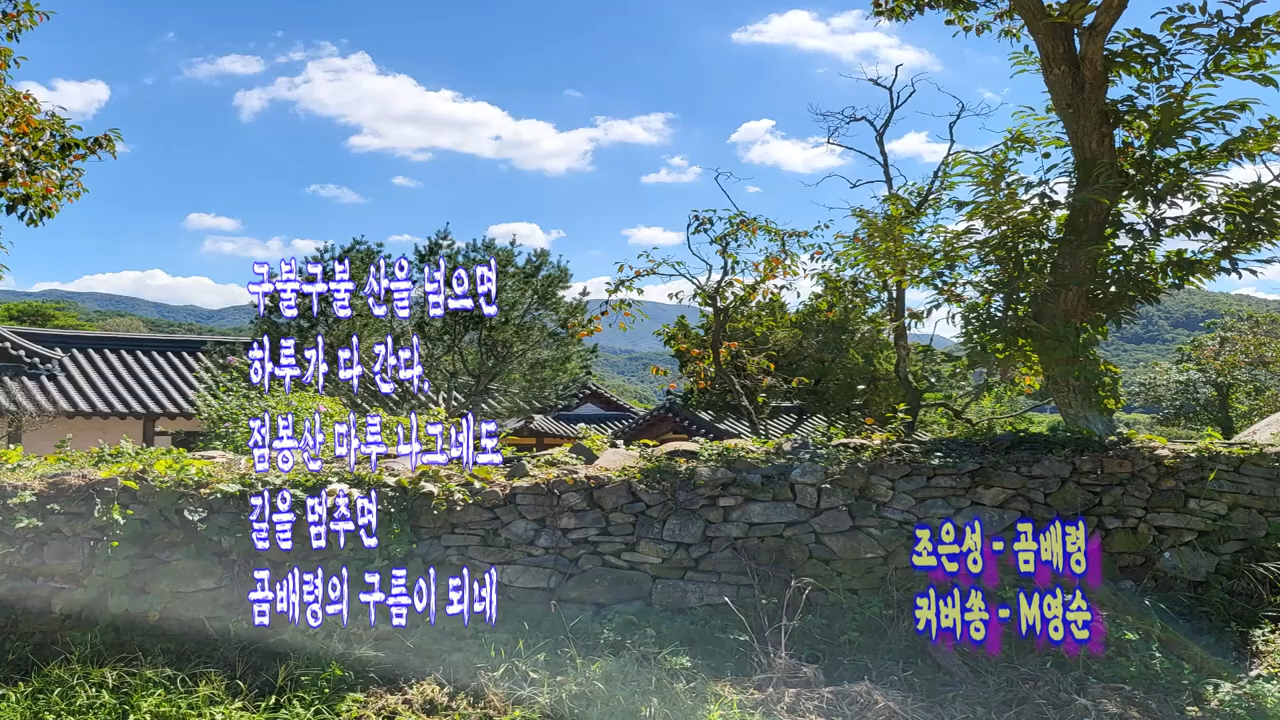 구불구불 산을 넘으면
하루가 다 간다.
점봉산 마루 나그네도
길을 멈추면
곰배령의 구름이 되네
조은성 - 곰배령
커버쏭 - M영순